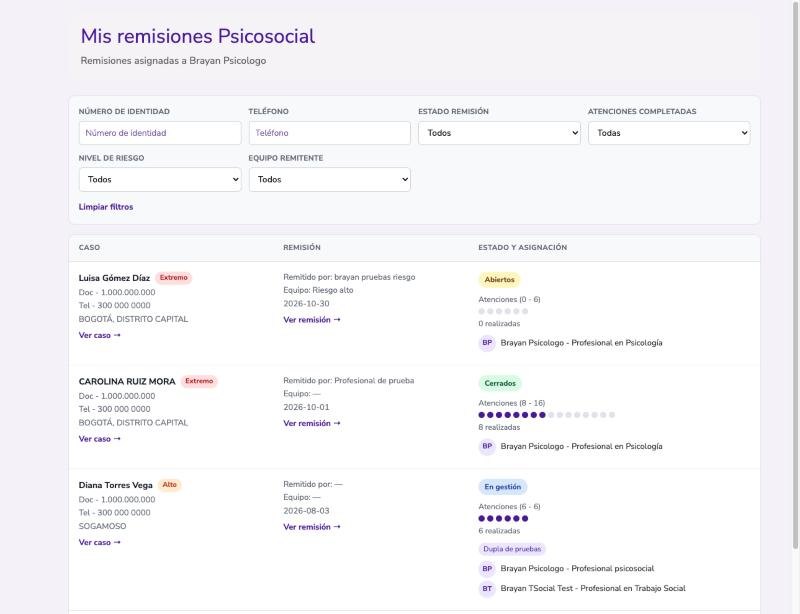 Mis remisiones Psicosocial
Remisiones asignadas a Brayan Psicologo
NÚMERO DE IDENTIDAD
TELÉFONO
ESTADO REMISIÓN
ATENCIONES COMPLETADAS
Número de identidad
Teléfono
Todos
Todas
NIVEL DE RIESGO
EQUIPO REMITENTE
Todos
Todos
Limpiar filtros
CASO
REMISIÓN
ESTADO Y ASIGNACIÓN
Luisa Gómez Díaz Extremo
Doc - 1.000.000.000
Tel - 300 000 0000
BOGOTÁ, DISTRITO CAPITAL
Ver caso →
Remitido por: brayan pruebas riesgo
Equipo: Riesgo alto
2026-10-30
Ver remisión →
Abiertos
Atenciones (0 - 6)
0 realizadas
BP Brayan Psicologo - Profesional en Psicología
CAROLINA RUIZ MORA Extremo
Doc - 1.000.000.000
Tel - 300 000 0000
BOGOTÁ, DISTRITO CAPITAL
Ver caso →
Remitido por: Profesional de prueba
Equipo: —
2026-10-01
Ver remisión →
Cerrados
Atenciones (8 - 16)
8 realizadas
BP Brayan Psicologo - Profesional en Psicología
Diana Torres Vega Alto
Doc - 1.000.000.000
Tel - 300 000 0000
SOGAMOSO
Ver caso →
Remitido por: —
Equipo: —
2026-08-03
Ver remisión →
En gestión
Atenciones (6 - 6)
6 realizadas
Dupla de pruebas
BP Brayan Psicologo - Profesional psicosocial
BT Brayan TSocial Test - Profesional en Trabajo Social